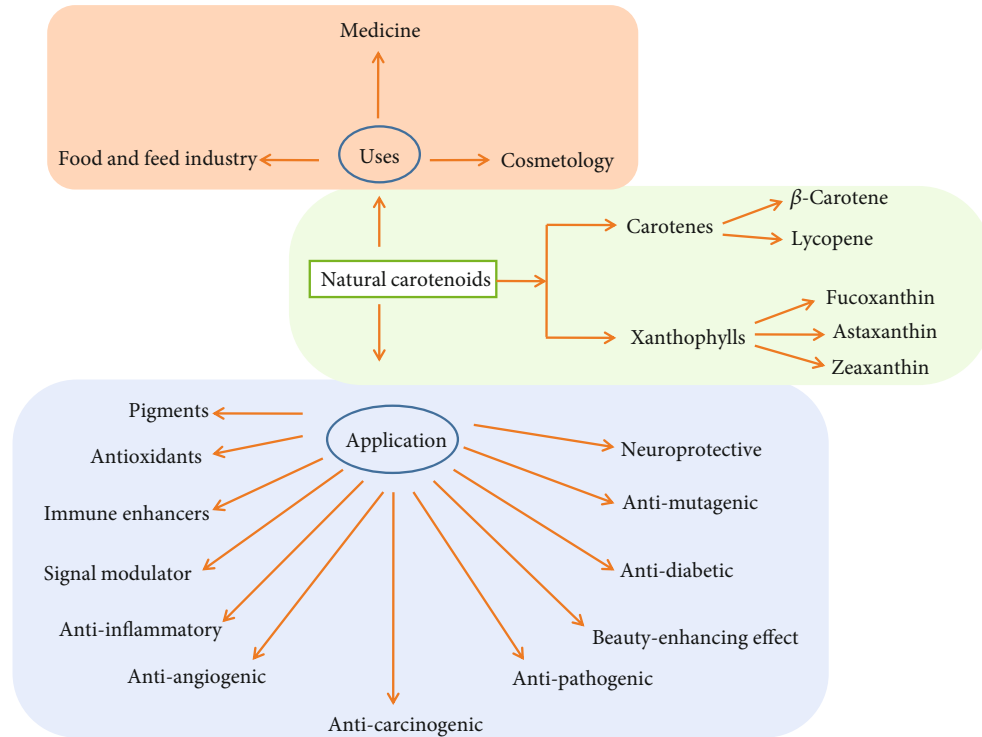 Medicine
Food and feed industry
Uses
Cosmetology
β-Carotene
Carotenes
Lycopene
Natural carotenoids
Fucoxanthin
Xanthophylls
Astaxanthin
Zeaxanthin
Pigments
Application
Antioxidants
Neuroprotective
Immune enhancers
Anti-mutagenic
Signal modulator
Anti-diabetic
Anti-inflammatory
Beauty-enhancing effect
Anti-angiogenic
Anti-pathogenic
Anti-carcinogenic